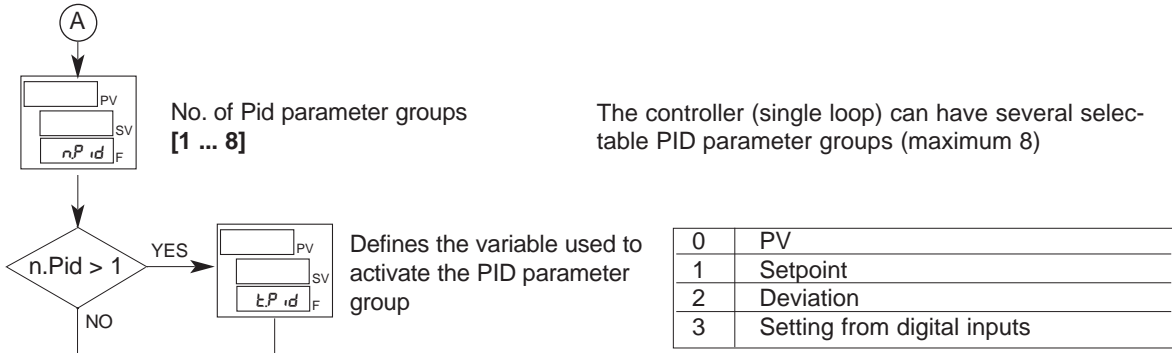 A
PV
SV
n.Pid F
No. of Pid parameter groups
[1 ... 8]
The controller (single loop) can have several selec-
table PID parameter groups (maximum 8)
n.Pid > 1
YES
NO
PV
SV
t.Pid F
Defines the variable used to
activate the PID parameter
group
0 PV
1 Setpoint
2 Deviation
3 Setting from digital inputs